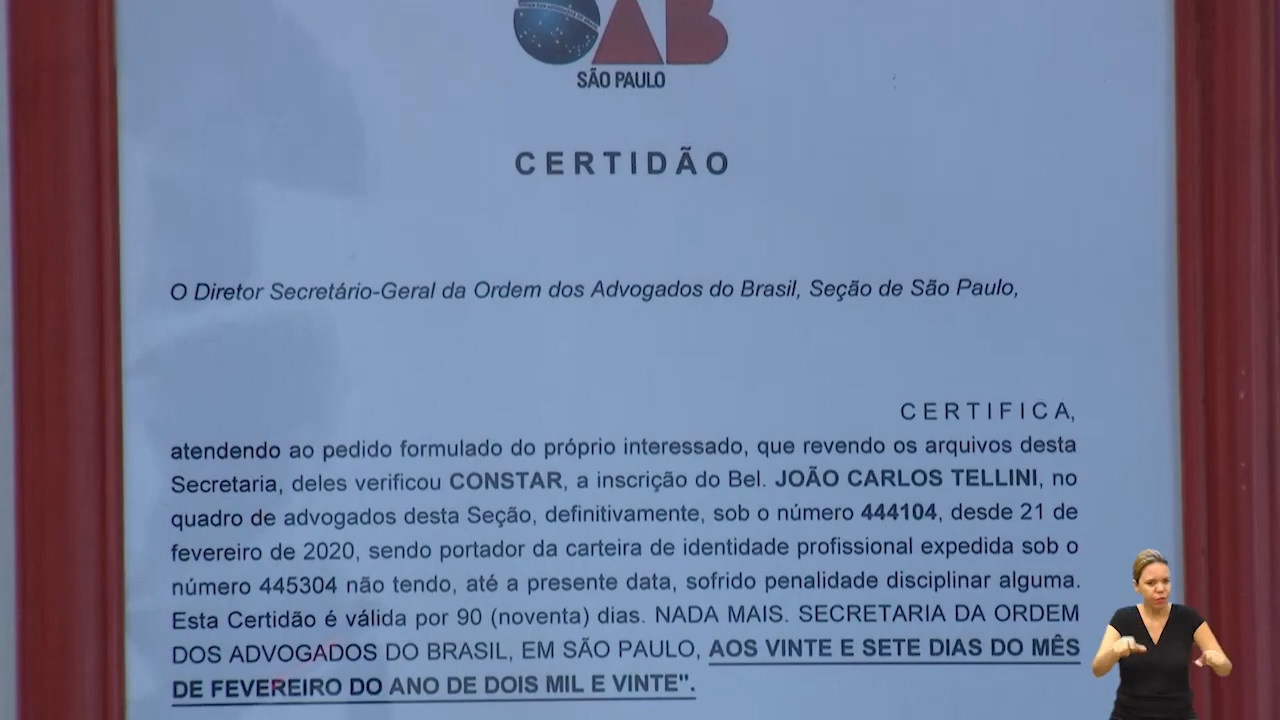 OAB
SÃO PAULO
CERTIDÃO
O Diretor Secretário-Geral da Ordem dos Advogados do Brasil, Seção de São Paulo,
CERTIFICA,
atendendo ao pedido formulado do próprio interessado, que revendo os arquivos desta
Secretaria, deles verificou CONSTAR, a inscrição do Bel. JOÃO CARLOS TELLINI, no
quadro de advogados desta Seção, definitivamente, sob o número 444104, desde 21 de
fevereiro de 2020, sendo portador da carteira de identidade profissional expedida sob o
número 445304 não tendo, até a presente data, sofrido penalidade disciplinar alguma.
Esta Certidão é válida por 90 (noventa) dias. NADA MAIS. SECRETARIA DA ORDEM
DOS ADVOGADOS DO BRASIL, EM SÃO PAULO, AOS VINTE E SETE DIAS DO MÊS
DE FEVEREIRO DO ANO DE DOIS MIL E VINTE".